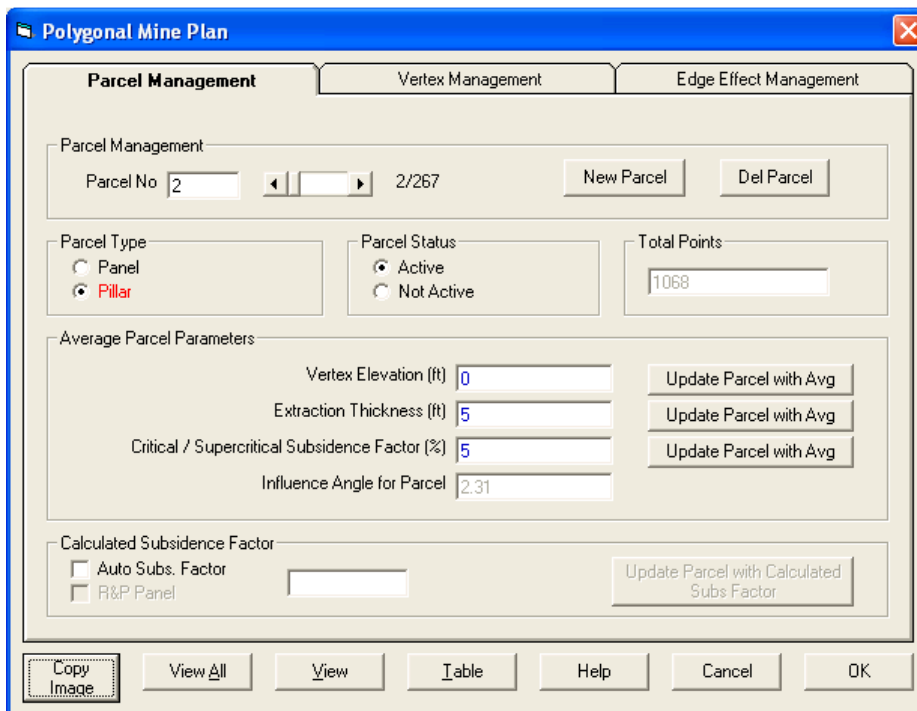 Polygonal Mine Plan
Parcel Management Vertex Management Edge Effect Management
Parcel Management
Parcel No 2 2/267 New Parcel Del Parcel
Parcel Type Parcel Status Total Points
Panel Active 1068
Pillar Not Active
Average Parcel Parameters
Vertex Elevation (ft) 0 Update Parcel with Avg
Extraction Thickness (ft) 5 Update Parcel with Avg
Critical / Supercritical Subsidence Factor (%) 5 Update Parcel with Avg
Influence Angle for Parcel 2.31
Calculated Subsidence Factor
Auto Subs. Factor Update Parcel with Calculated
R&P Panel Subs Factor
Copy View All View Table Help Cancel OK
Image